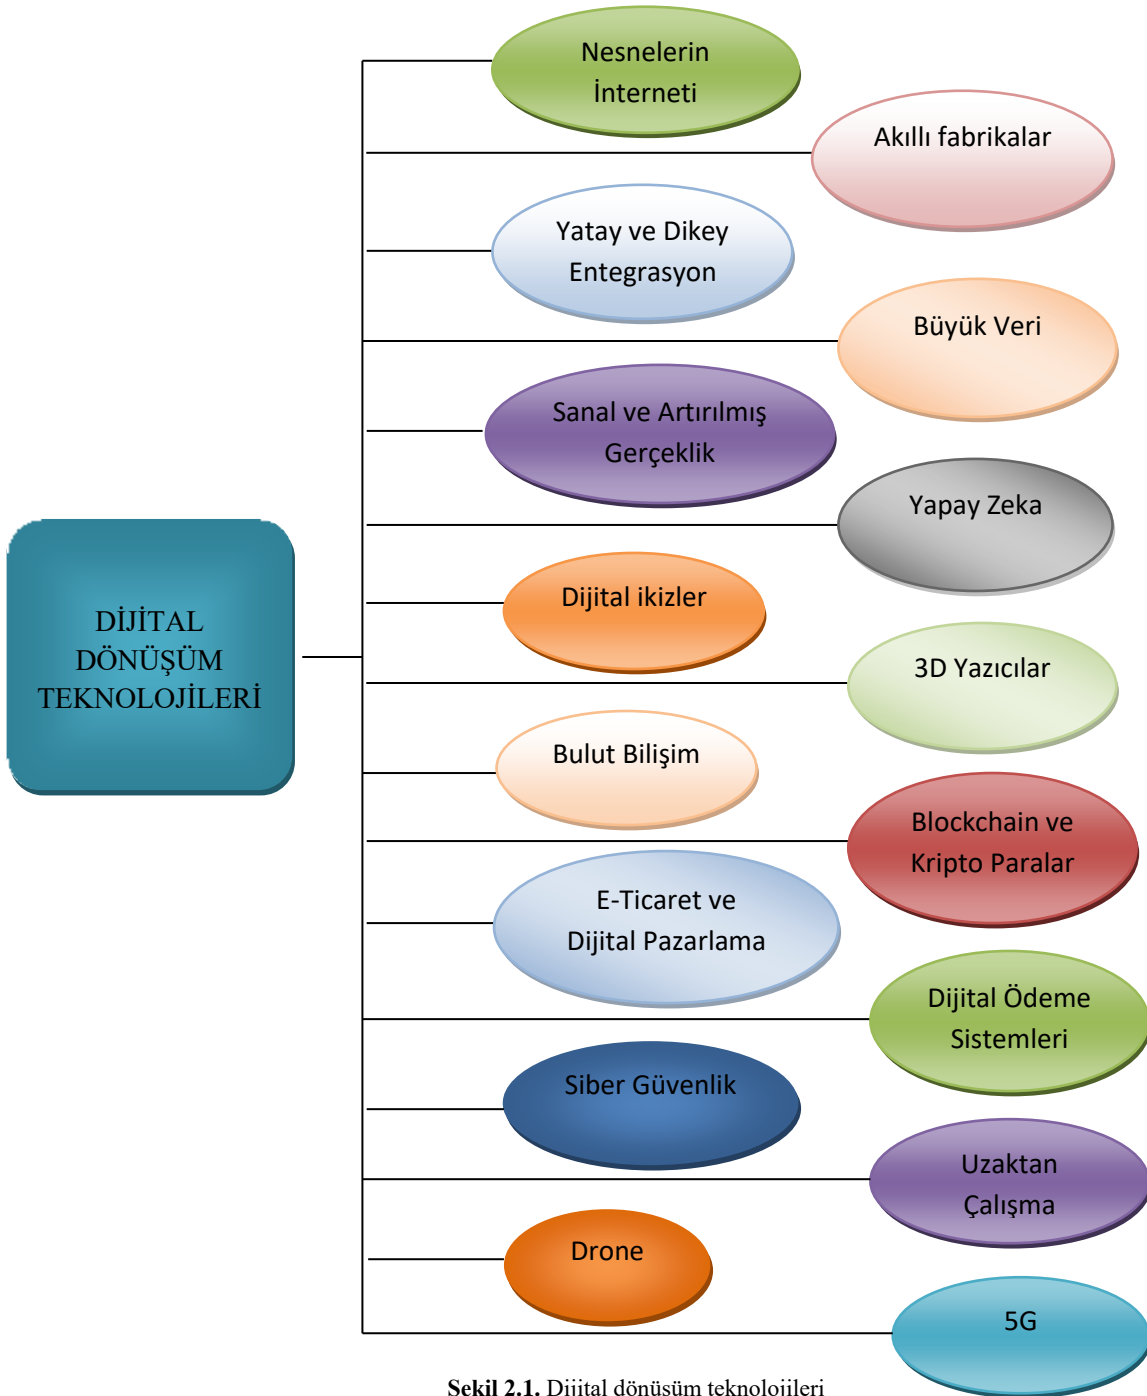 Nesnelerin
İnterneti
Akıllı fabrikalar
Yatay ve Dikey
Entegrasyon
Büyük Veri
Sanal ve Artırılmış
Gerçeklik
Yapay Zeka
Dijital ikizler
DİJİTAL
DÖNÜŞÜM
TEKNOLOJİLERİ
3D Yazıcılar
Bulut Bilişim
Blockchain ve
Kripto Paralar
E-Ticaret ve
Dijital Pazarlama
Dijital Ödeme
Sistemleri
Siber Güvenlik
Uzaktan
Çalışma
Drone
5G
Şekil 2.1. Dijital dönüşüm teknolojileri